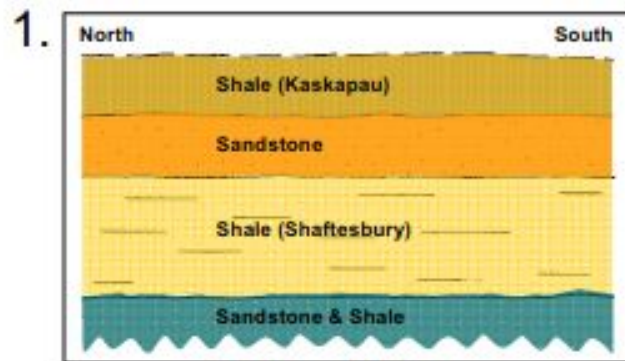 1.
North South
Shale (Kaskapau)
Sandstone
Shale (Shaftesbury)
Sandstone & Shale